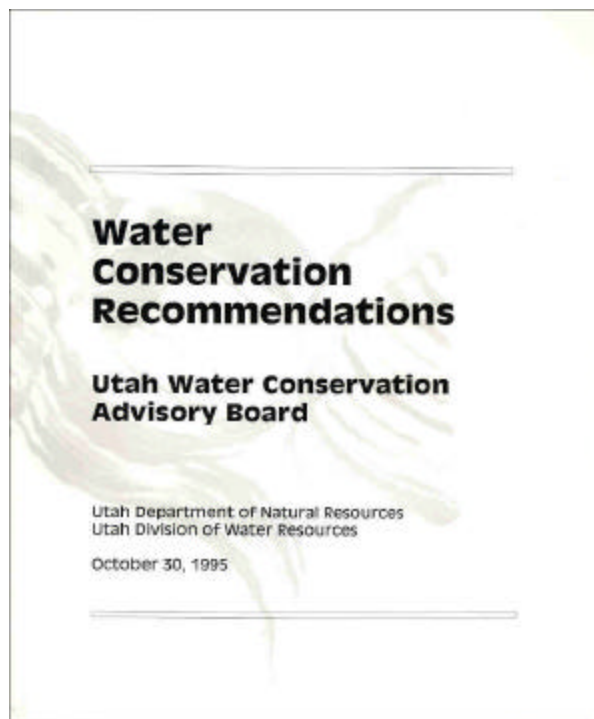 Water
Conservation
Recommendations
Utah Water Conservation
Advisory Board
Utah Department of Natural Resources
Utah Division of Water Resources
October 30, 1995